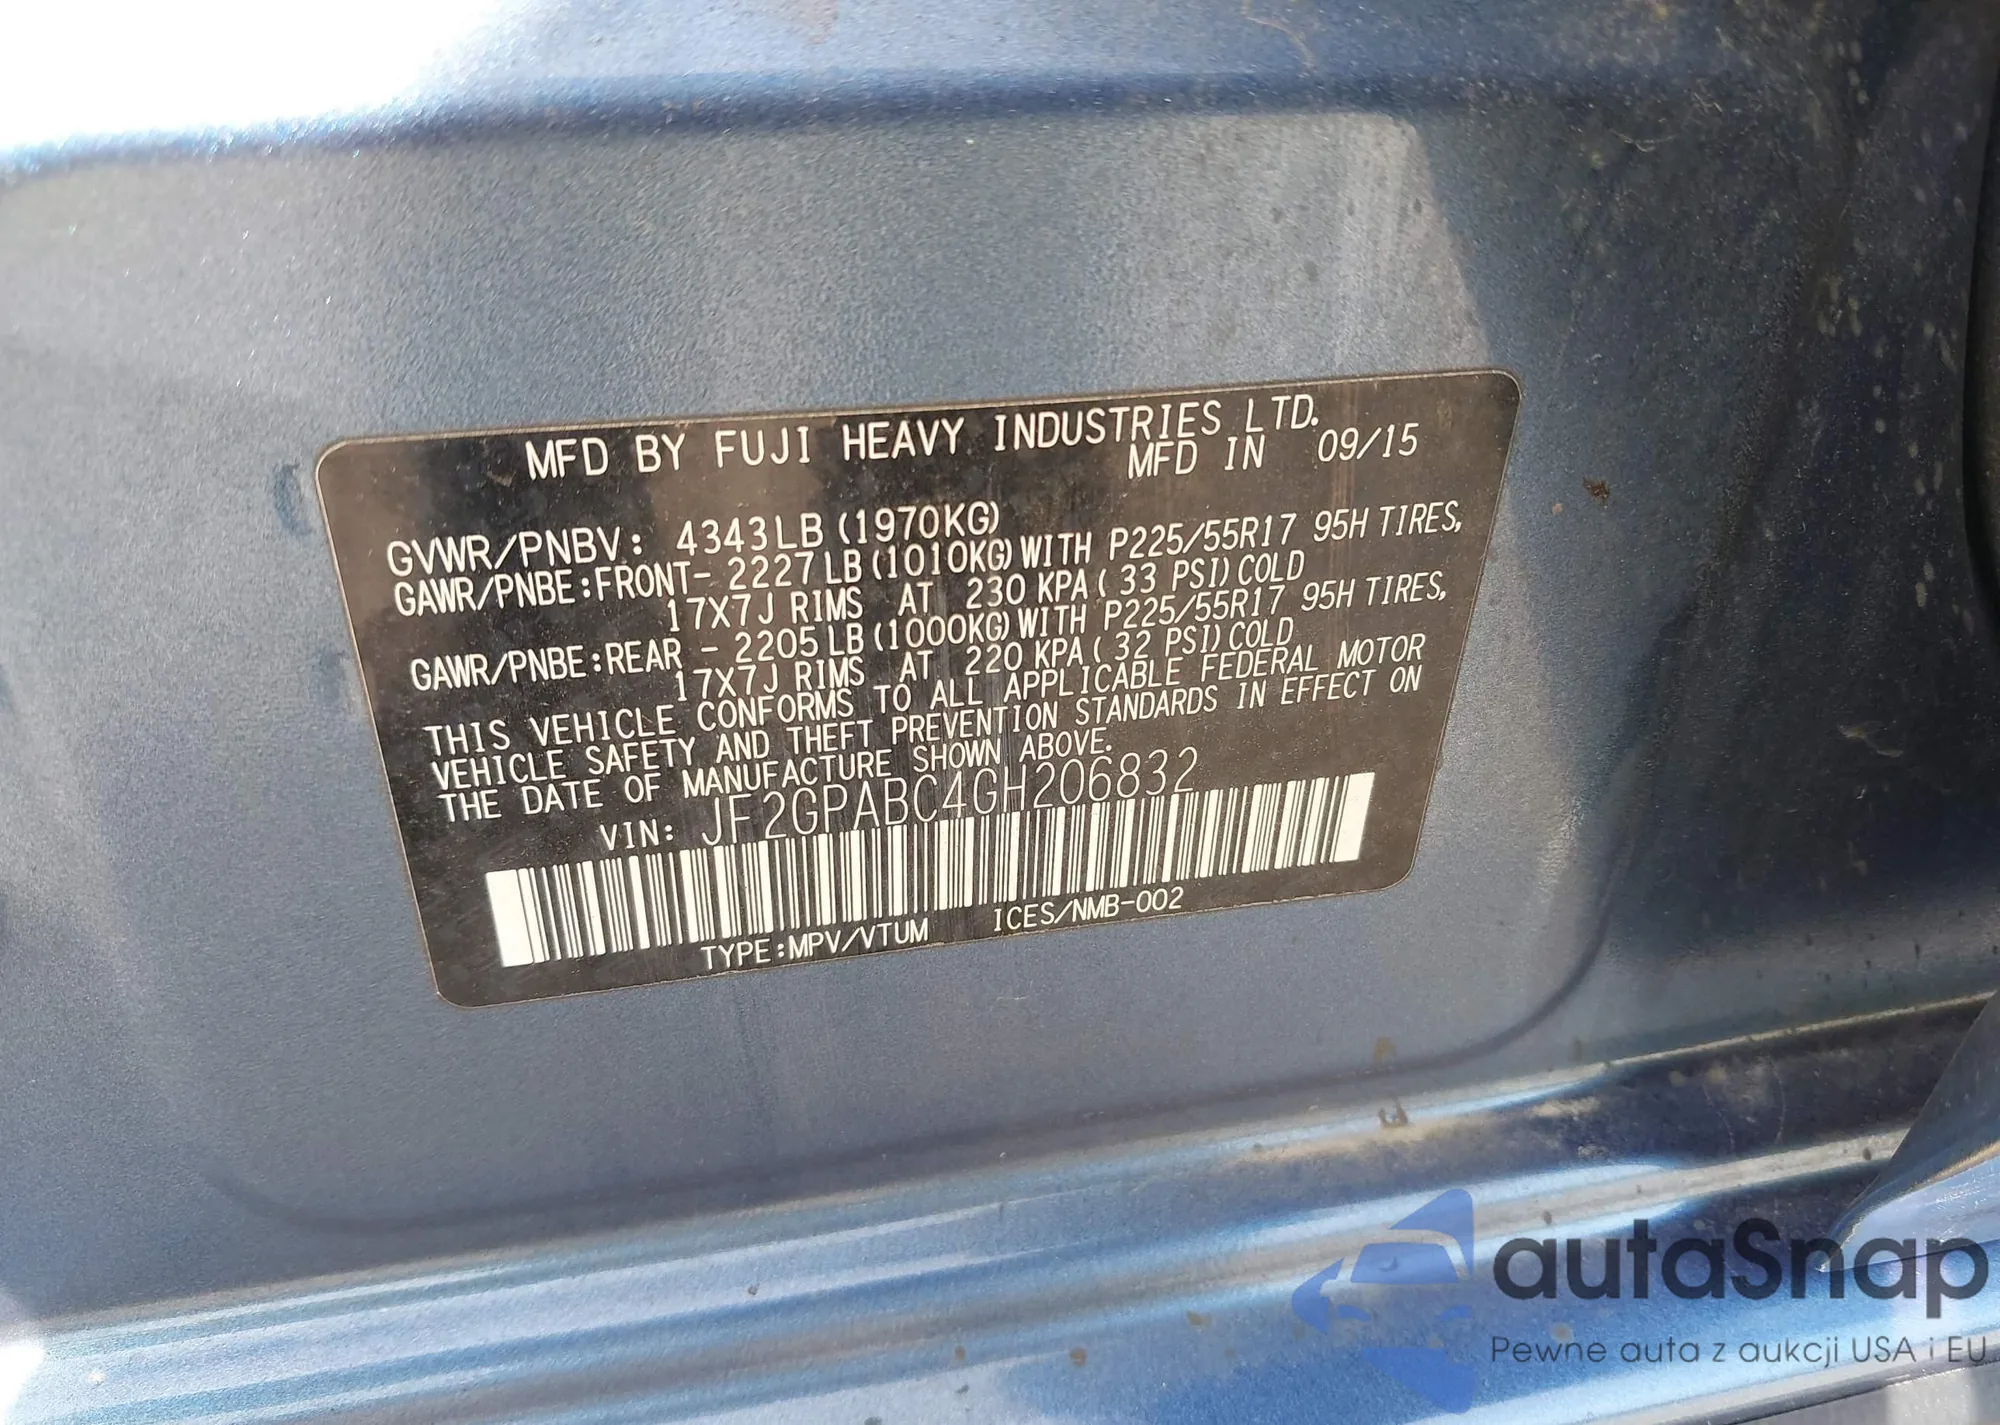 MFD BY FUJI HEAVY INDUSTRIES LTD.
MFD IN 09/15
GVWR/PNBV: 4343LB (1970KG)
GAWR/PNBE:FRONT- 2227LB (1010KG) WITH P225/55R17 95H TIRES,
17X7J RIMS AT 230 KPA ( 33 PSI) COLD
GAWR/PNBE:REAR - 2205LB (1000KG) WITH P225/55R17 95H TIRES,
17X7J RIMS AT 220 KPA ( 32 PSI) COLD
THIS VEHICLE CONFORMS TO ALL APPLICABLE FEDERAL MOTOR
VEHICLE SAFETY AND THEFT PREVENTION STANDARDS IN EFFECT ON
THE DATE OF MANUFACTURE SHOWN ABOVE.
VIN: JF2GPABC4GH206832
TYPE:MPV/VTUM ICES/NMB-002
autaSnap
Pewne auta z aukcji USA i EU